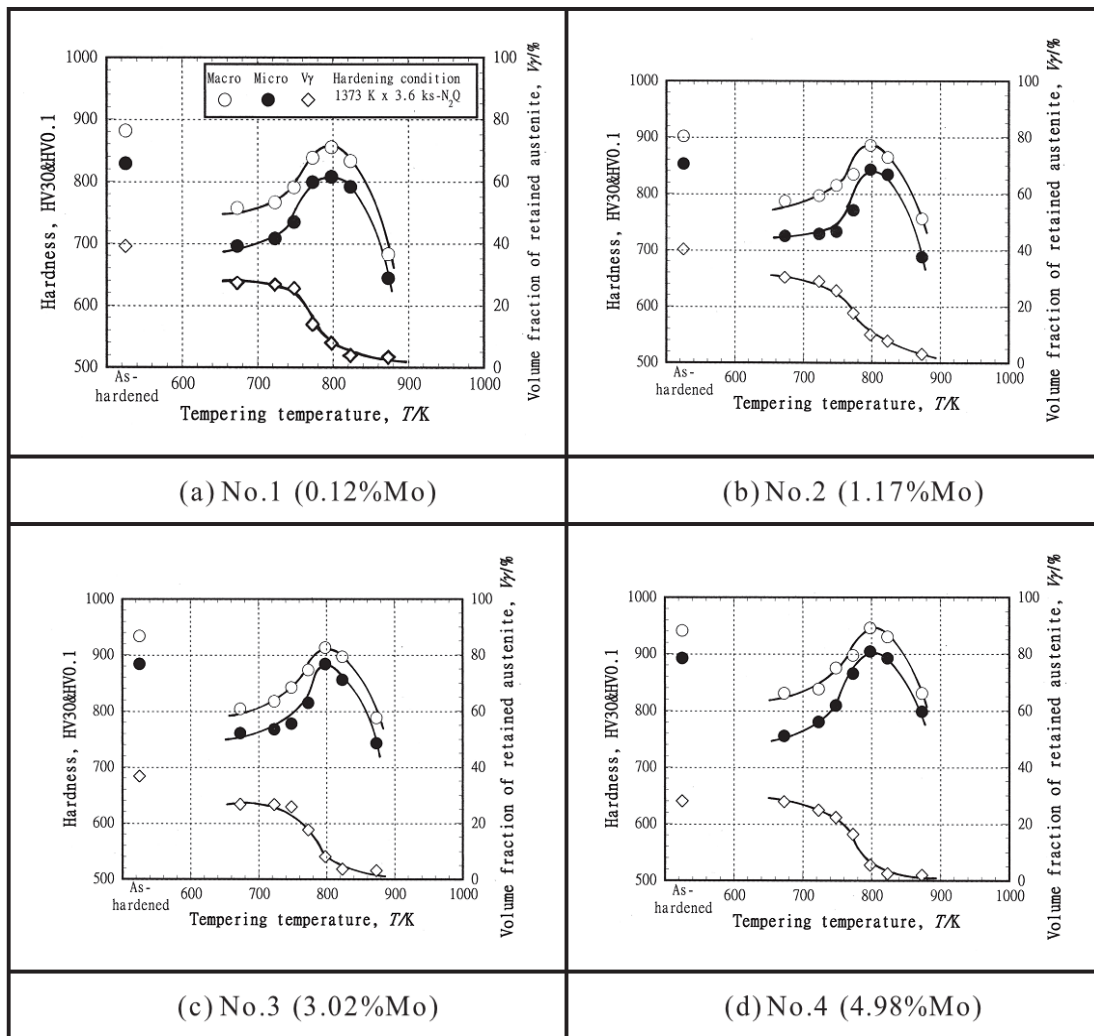 Macro Micro Vγ Hardening condition
1373 K x 3.6 ks-N₂Q
Hardness, HV30&HV0.1
1000
900
800
700
600
500
Volume fraction of retained austenite, Vγ/%
100
80
60
40
20
0
As-
hardened
600 700 800 900 1000
Tempering temperature, T/K
(a) No.1 (0.12%Mo)
Hardness, HV30&HV0.1
1000
900
800
700
600
500
Volume fraction of retained austenite, Vγ/%
100
80
60
40
20
0
As-
hardened
600 700 800 900 1000
Tempering temperature, T/K
(b) No.2 (1.17%Mo)
Hardness, HV30&HV0.1
1000
900
800
700
600
500
Volume fraction of retained austenite, Vγ/%
100
80
60
40
20
0
As-
hardened
600 700 800 900 1000
Tempering temperature, T/K
(c) No.3 (3.02%Mo)
Hardness, HV30&HV0.1
1000
900
800
700
600
500
Volume fraction of retained austenite, Vγ/%
100
80
60
40
20
0
As-
hardened
600 700 800 900 1000
Tempering temperature, T/K
(d) No.4 (4.98%Mo)